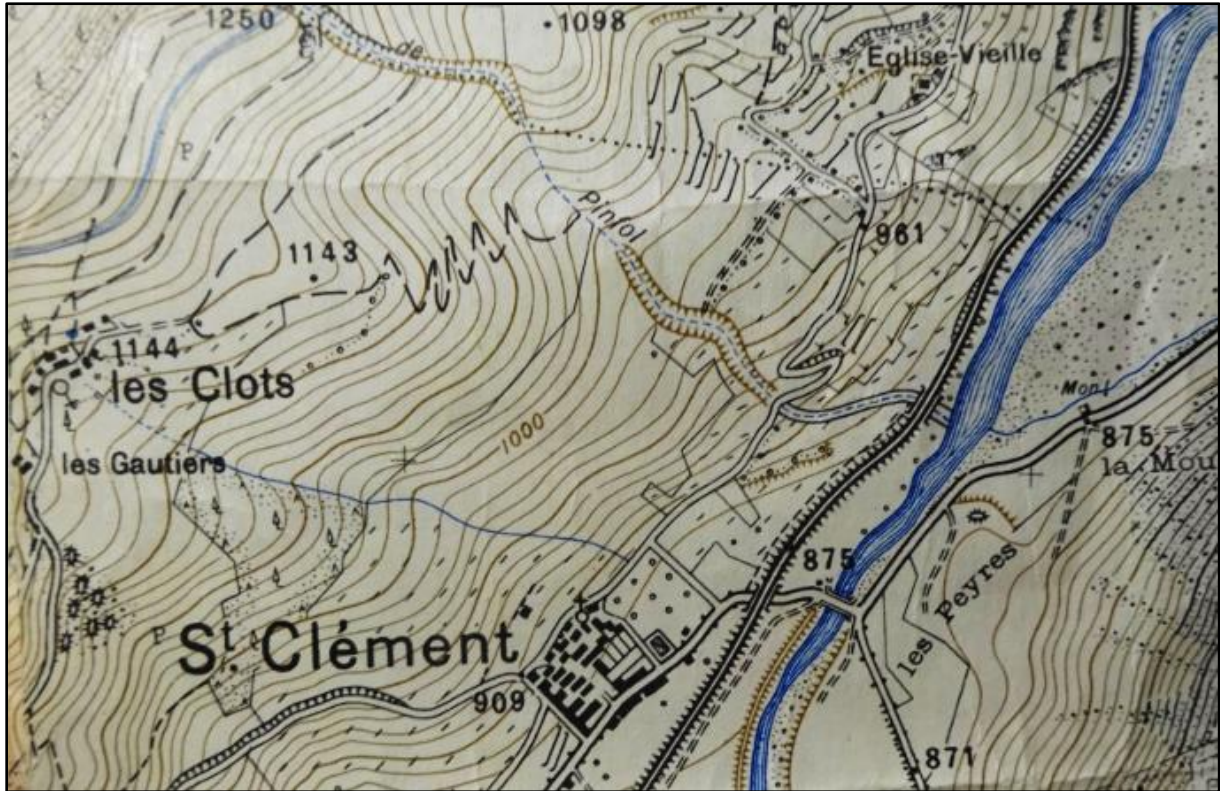 1250
1098
de
Eglise-Vieille
P
Pinfol
961
1143
1144
les Clots
1000
Mont
875
la Mou
les Gautiers
875
les Peyres
P
St Clément
909
871